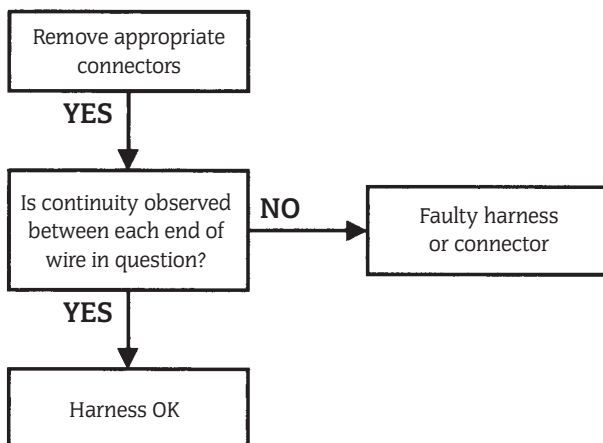 Remove appropriate
connectors
YES
Is continuity observed
between each end of
wire in question?
NO
Faulty harness
or connector
YES
Harness OK